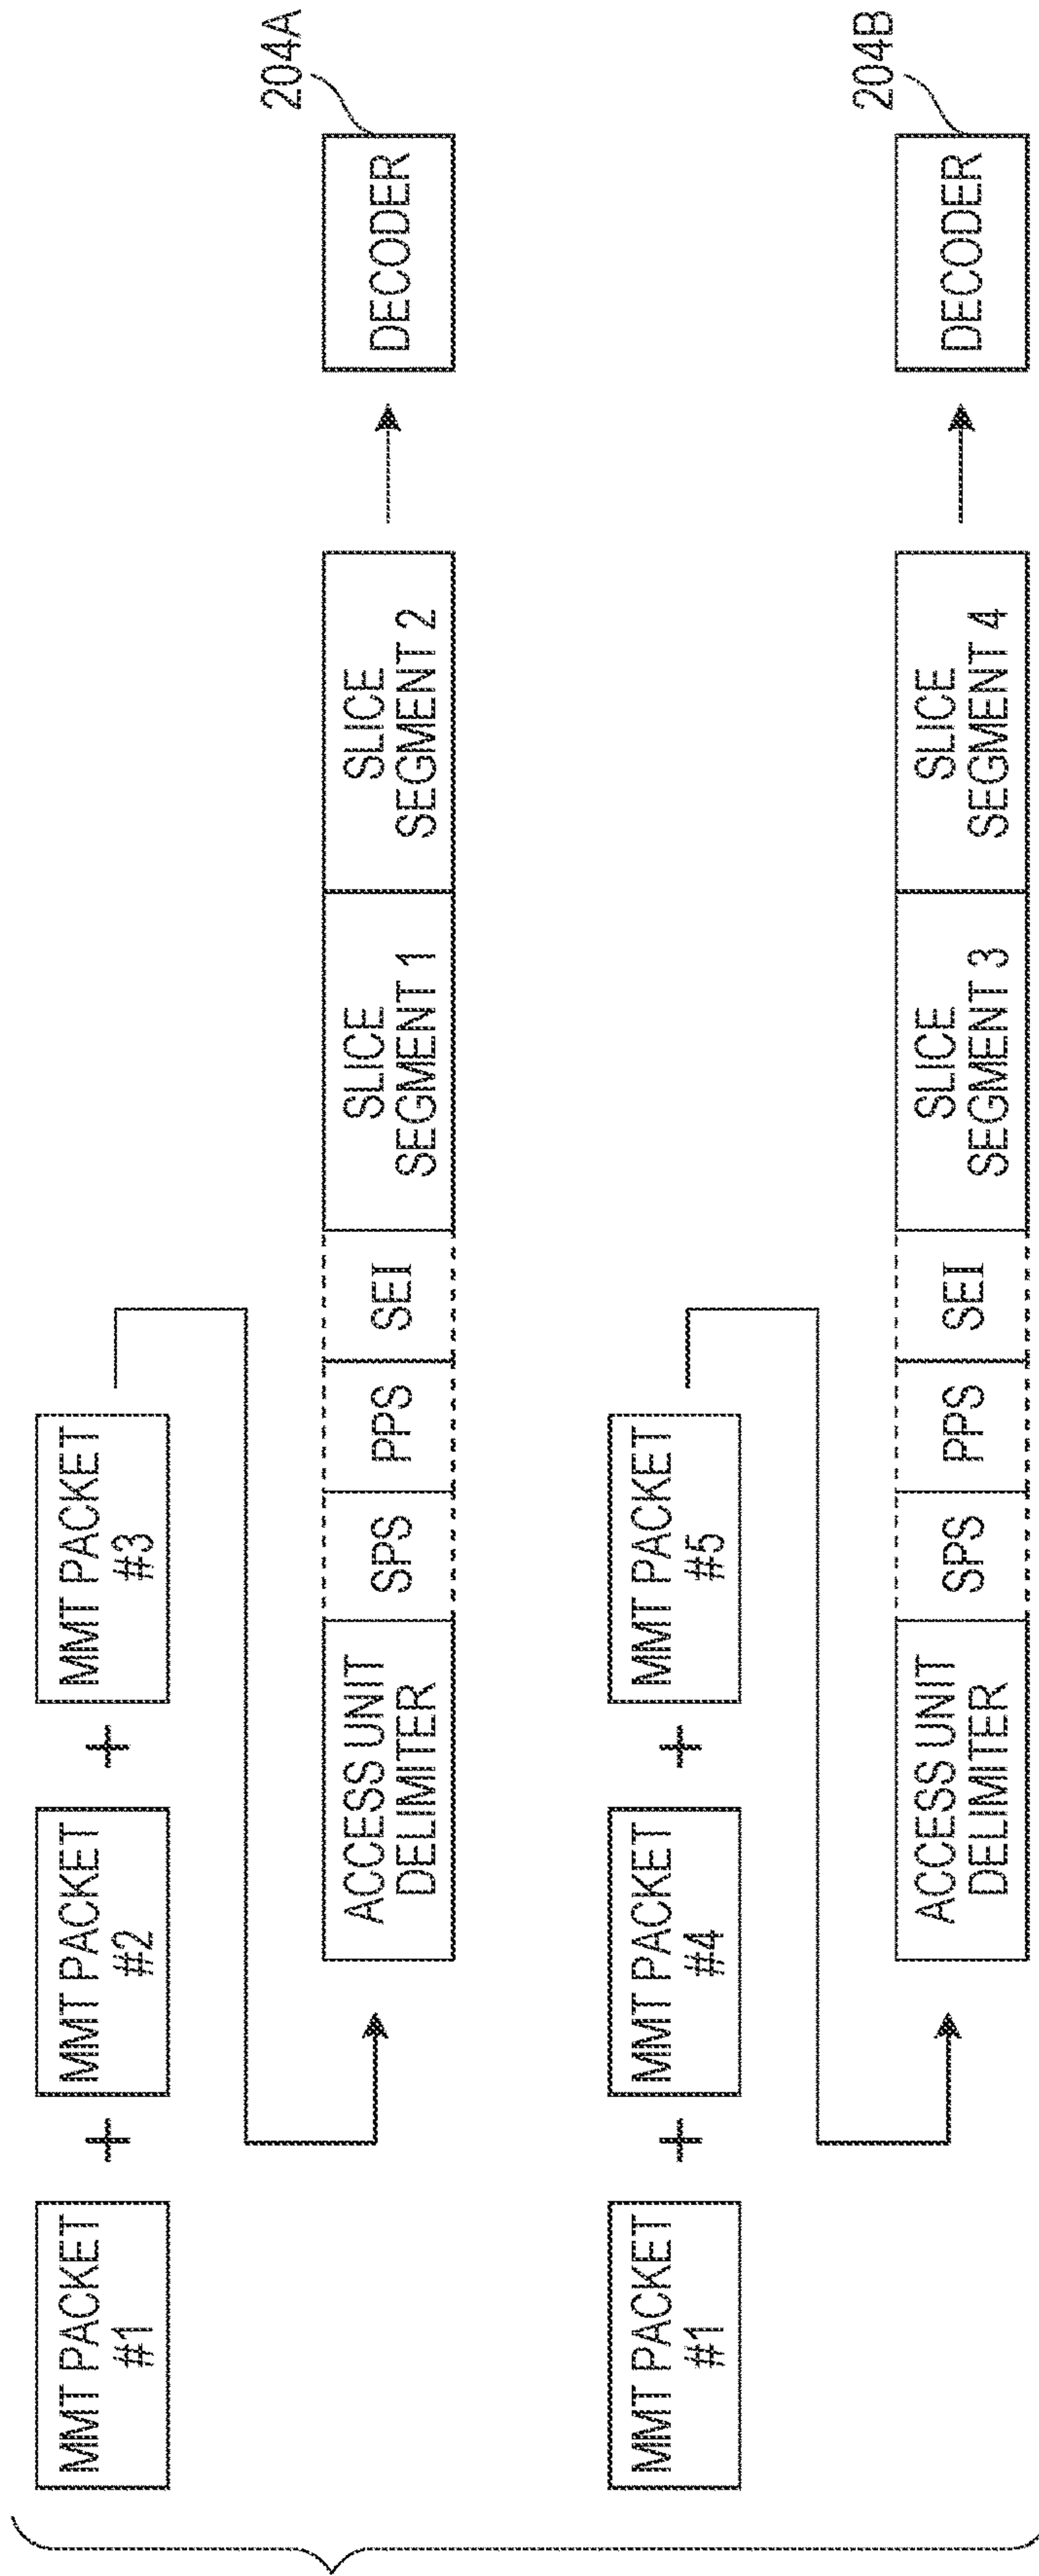 MMT PACKET
#1
+
MMT PACKET
#2
+
MMT PACKET
#3
ACCESS UNIT
DELIMITER
SPS
PPS
SEI
SLICE
SEGMENT 1
SLICE
SEGMENT 2
DECODER
204A
MMT PACKET
#1
+
MMT PACKET
#4
+
MMT PACKET
#5
ACCESS UNIT
DELIMITER
SPS
PPS
SEI
SLICE
SEGMENT 3
SLICE
SEGMENT 4
DECODER
204B